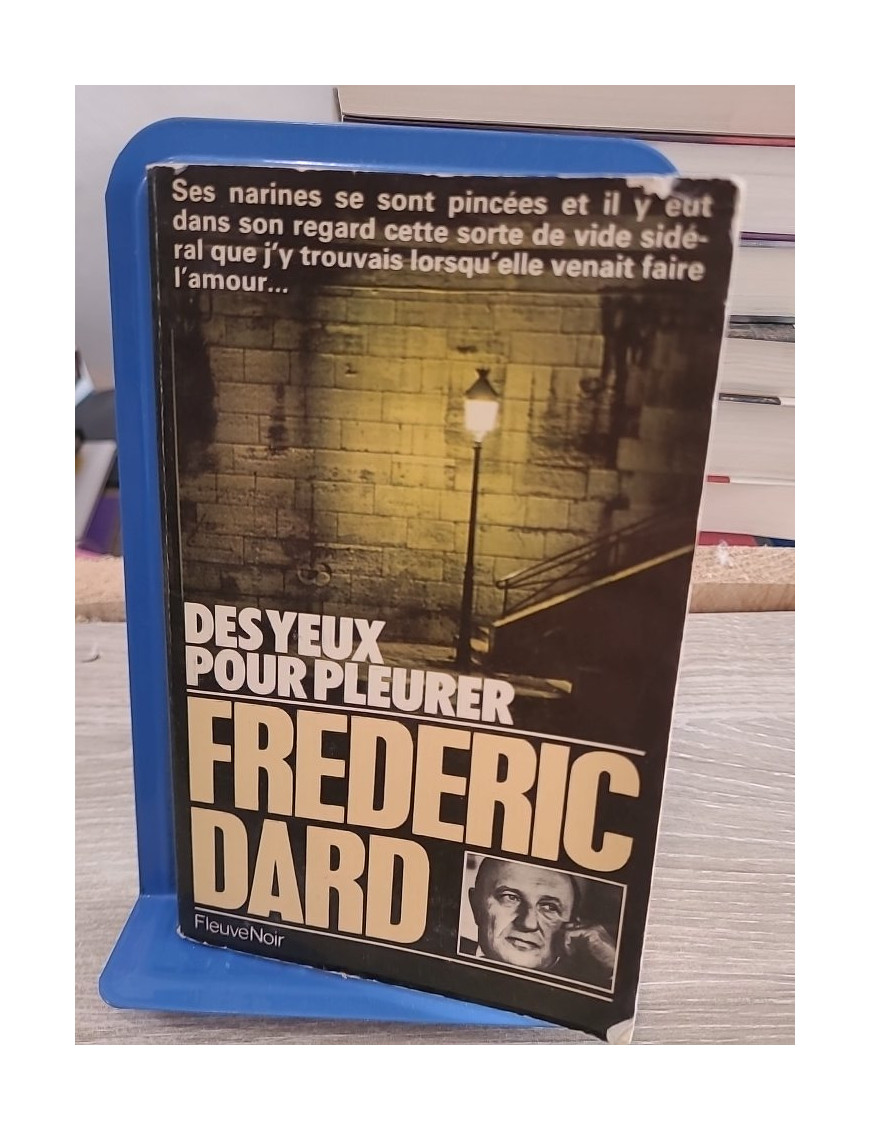 Ses narines se sont pincées et il y eut
dans son regard cette sorte de vide sidé-
ral que j'y trouvais lorsqu'elle venait faire
l'amour...
DES YEUX
POUR PLEURER
FREDERIC
DARD
FleuveNoir